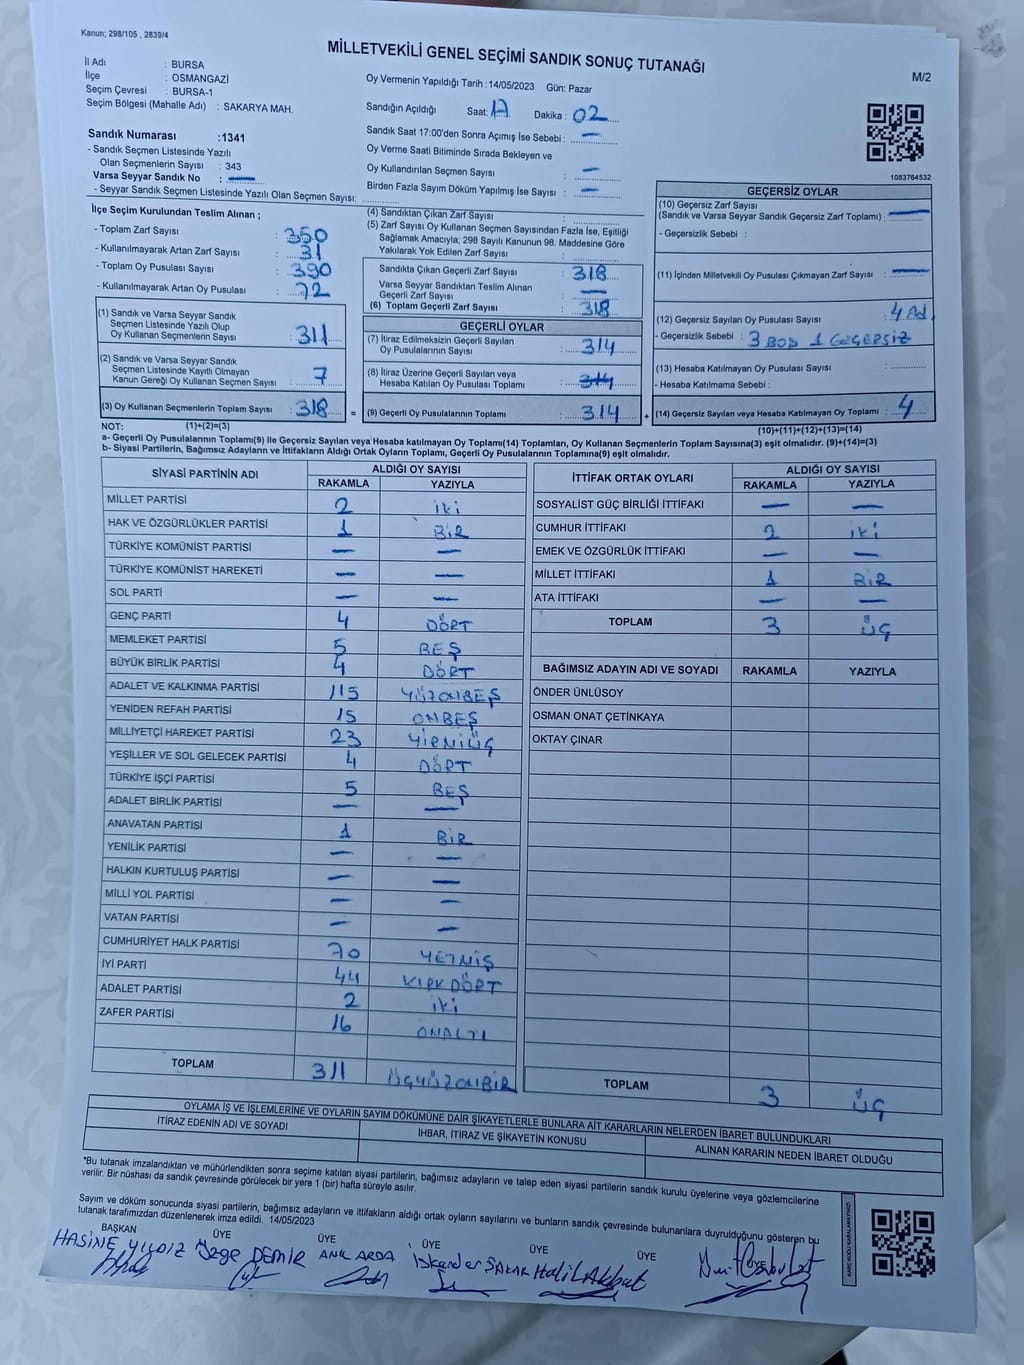 Kanun; 298/105 , 2839/4
MİLLETVEKİLİ GENEL SEÇİMİ SANDIK SONUÇ TUTANAĞI
M/2
İl Adı : BURSA
İlçe : OSMANGAZİ
Seçim Çevresi : BURSA-1
Seçim Bölgesi (Mahalle Adı) : SAKARYA MAH.
Sandık Numarası :1341
- Sandık Seçmen Listesinde Yazılı
Olan Seçmenlerin Sayısı : 343
Varsa Seyyar Sandık No : —
- Seyyar Sandık Seçmen Listesinde Yazılı Olan Seçmen Sayısı:
Oy Vermenin Yapıldığı Tarih :14/05/2023 Gün: Pazar
Sandığın Açıldığı Saat: 17 Dakika : 02
Sandık Saat 17:00'den Sonra Açılmış İse Sebebi : —
Oy Verme Saati Bitiminde Sırada Bekleyen ve
Oy Kullandırılan Seçmen Sayısı : —
Birden Fazla Sayım Döküm Yapılmış İse Sayısı : —
1083764532
İlçe Seçim Kurulundan Teslim Alınan ;
- Toplam Zarf Sayısı : 350
- Kullanılmayarak Artan Zarf Sayısı : 31
- Toplam Oy Pusulası Sayısı : 390
- Kullanılmayarak Artan Oy Pusulası : 72
(1) Sandık ve Varsa Seyyar Sandık
Seçmen Listesinde Yazılı Olup
Oy Kullanan Seçmenlerin Sayısı : 311
(2) Sandık ve Varsa Seyyar Sandık
Seçmen Listesinde Kayıtlı Olmayan
Kanun Gereği Oy Kullanan Seçmen Sayısı : 7
(3) Oy Kullanan Seçmenlerin Toplam Sayısı : 318 =
(4) Sandıktan Çıkan Zarf Sayısı :
(5) Zarf Sayısı Oy Kullanan Seçmen Sayısından Fazla İse, Eşitliği
Sağlamak Amacıyla; 298 Sayılı Kanunun 98. Maddesine Göre
Yakılarak Yok Edilen Zarf Sayısı :
Sandıkta Çıkan Geçerli Zarf Sayısı : 318
Varsa Seyyar Sandıktan Teslim Alınan
Geçerli Zarf Sayısı : —
(6) Toplam Geçerli Zarf Sayısı : 318
GEÇERLİ OYLAR
(7) İtiraz Edilmeksizin Geçerli Sayılan
Oy Pusulalarının Sayısı : 314
(8) İtiraz Üzerine Geçerli Sayılan veya
Hesaba Katılan Oy Pusulası Toplamı : 314
(9) Geçerli Oy Pusulalarının Toplamı : 314 +
GEÇERSİZ OYLAR
(10) Geçersiz Zarf Sayısı
(Sandık ve Varsa Seyyar Sandık Geçersiz Zarf Toplamı) : —
- Geçersizlik Sebebi :
(11) İçinden Milletvekili Oy Pusulası Çıkmayan Zarf Sayısı : —
(12) Geçersiz Sayılan Oy Pusulası Sayısı : 4 Ad.
- Geçersizlik Sebebi : 3 BOŞ 1 GEÇERSİZ
(13) Hesaba Katılmayan Oy Pusulası Sayısı :
- Hesaba Katılmama Sebebi :
(14) Geçersiz Sayılan veya Hesaba Katılmayan Oy Toplamı : 4
NOT: (1)+(2)=(3) (10)+(11)+(12)+(13)=(14)
a- Geçerli Oy Pusulalarının Toplamı(9) ile Geçersiz Sayılan veya Hesaba katılmayan Oy Toplamı(14) Toplamları, Oy Kullanan Seçmenlerin Toplam Sayısına(3) eşit olmalıdır. (9)+(14)=(3)
b- Siyasi Partilerin, Bağımsız Adayların ve İttifakların Aldığı Ortak Oyların Toplamı, Geçerli Oy Pusulalarının Toplamına(9) eşit olmalıdır.
SİYASİ PARTİNİN ADI ALDIĞI OY SAYISI
RAKAMLA YAZIYLA
MİLLET PARTİSİ 2 İKİ
HAK VE ÖZGÜRLÜKLER PARTİSİ 1 BİR
TÜRKİYE KOMÜNİST PARTİSİ — —
TÜRKİYE KOMÜNİST HAREKETİ — —
SOL PARTİ — —
GENÇ PARTİ 4 DÖRT
MEMLEKET PARTİSİ 5 BEŞ
BÜYÜK BİRLİK PARTİSİ 4 DÖRT
ADALET VE KALKINMA PARTİSİ 115 YÜZONBEŞ
YENİDEN REFAH PARTİSİ 15 ONBEŞ
MİLLİYETÇİ HAREKET PARTİSİ 23 YİRMİÜÇ
YEŞİLLER VE SOL GELECEK PARTİSİ 4 DÖRT
TÜRKİYE İŞÇİ PARTİSİ 5 BEŞ
ADALET BİRLİK PARTİSİ — —
ANAVATAN PARTİSİ 1 BİR
YENİLİK PARTİSİ — —
HALKIN KURTULUŞ PARTİSİ — —
MİLLİ YOL PARTİSİ — —
VATAN PARTİSİ — —
CUMHURİYET HALK PARTİSİ 70 YETMİŞ
İYİ PARTİ 44 KIRKDÖRT
ADALET PARTİSİ 2 İKİ
ZAFER PARTİSİ 16 ONALTI
TOPLAM 311 ÜÇYÜZONBİR
İTTİFAK ORTAK OYLARI ALDIĞI OY SAYISI
RAKAMLA YAZIYLA
SOSYALİST GÜÇ BİRLİĞİ İTTİFAKI — —
CUMHUR İTTİFAKI 2 İKİ
EMEK VE ÖZGÜRLÜK İTTİFAKI — —
MİLLET İTTİFAKI 1 BİR
ATA İTTİFAKI — —
TOPLAM 3 ÜÇ
BAĞIMSIZ ADAYIN ADI VE SOYADI RAKAMLA YAZIYLA
ÖNDER ÜNLÜSOY
OSMAN ONAT ÇETİNKAYA
OKTAY ÇINAR
TOPLAM 3 ÜÇ
OYLAMA İŞ VE İŞLEMLERİNE VE OYLARIN SAYIM DÖKÜMÜNE DAİR ŞİKAYETLERLE BUNLARA AİT KARARLARIN NELERDEN İBARET BULUNDUKLARI
İTİRAZ EDENİN ADI VE SOYADI İHBAR, İTİRAZ VE ŞİKAYETİN KONUSU ALINAN KARARIN NEDEN İBARET OLDUĞU
*Bu tutanak imzalandıktan ve mühürlendikten sonra seçime katılan siyasi partilerin, bağımsız adayların ve talep eden siyasi partilerin sandık kurulu üyelerine veya gözlemcilerine
verilir. Bir nüshası da sandık çevresinde görülecek bir yere 1 (bir) hafta süreyle asılır.
Sayım ve döküm sonucunda siyasi partilerin, bağımsız adayların ve ittifakların aldığı ortak oyların sayılarını ve bunların sandık çevresinde bulunanlara duyrulduğunu gösteren bu
tutanak tarafımızdan düzenlenerek imza edildi. 14/05/2023
BAŞKAN ÜYE ÜYE ÜYE ÜYE ÜYE ÜYE
HASİNE YILDIZ Özge DEMİR ANIL ARDA İskender SAKAR Halil Akbut
KARE KODU KARALAMAYINIZ